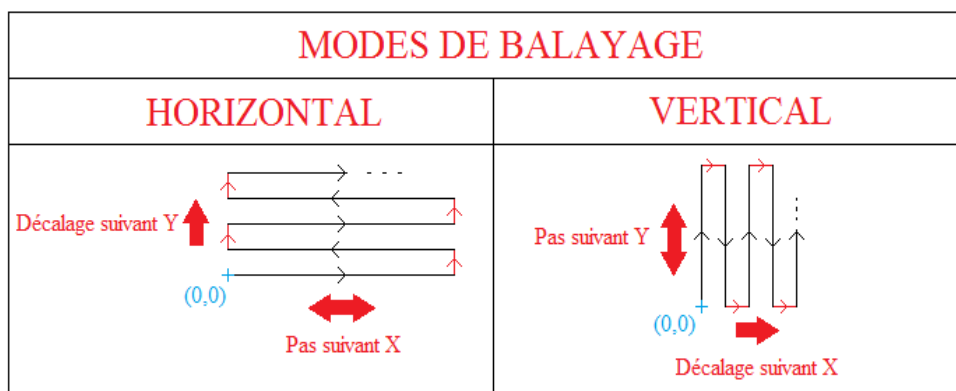 MODES DE BALAYAGE
HORIZONTAL
VERTICAL
Décalage suivant Y
(0,0)
Pas suivant X
Pas suivant Y
(0,0)
Décalage suivant X